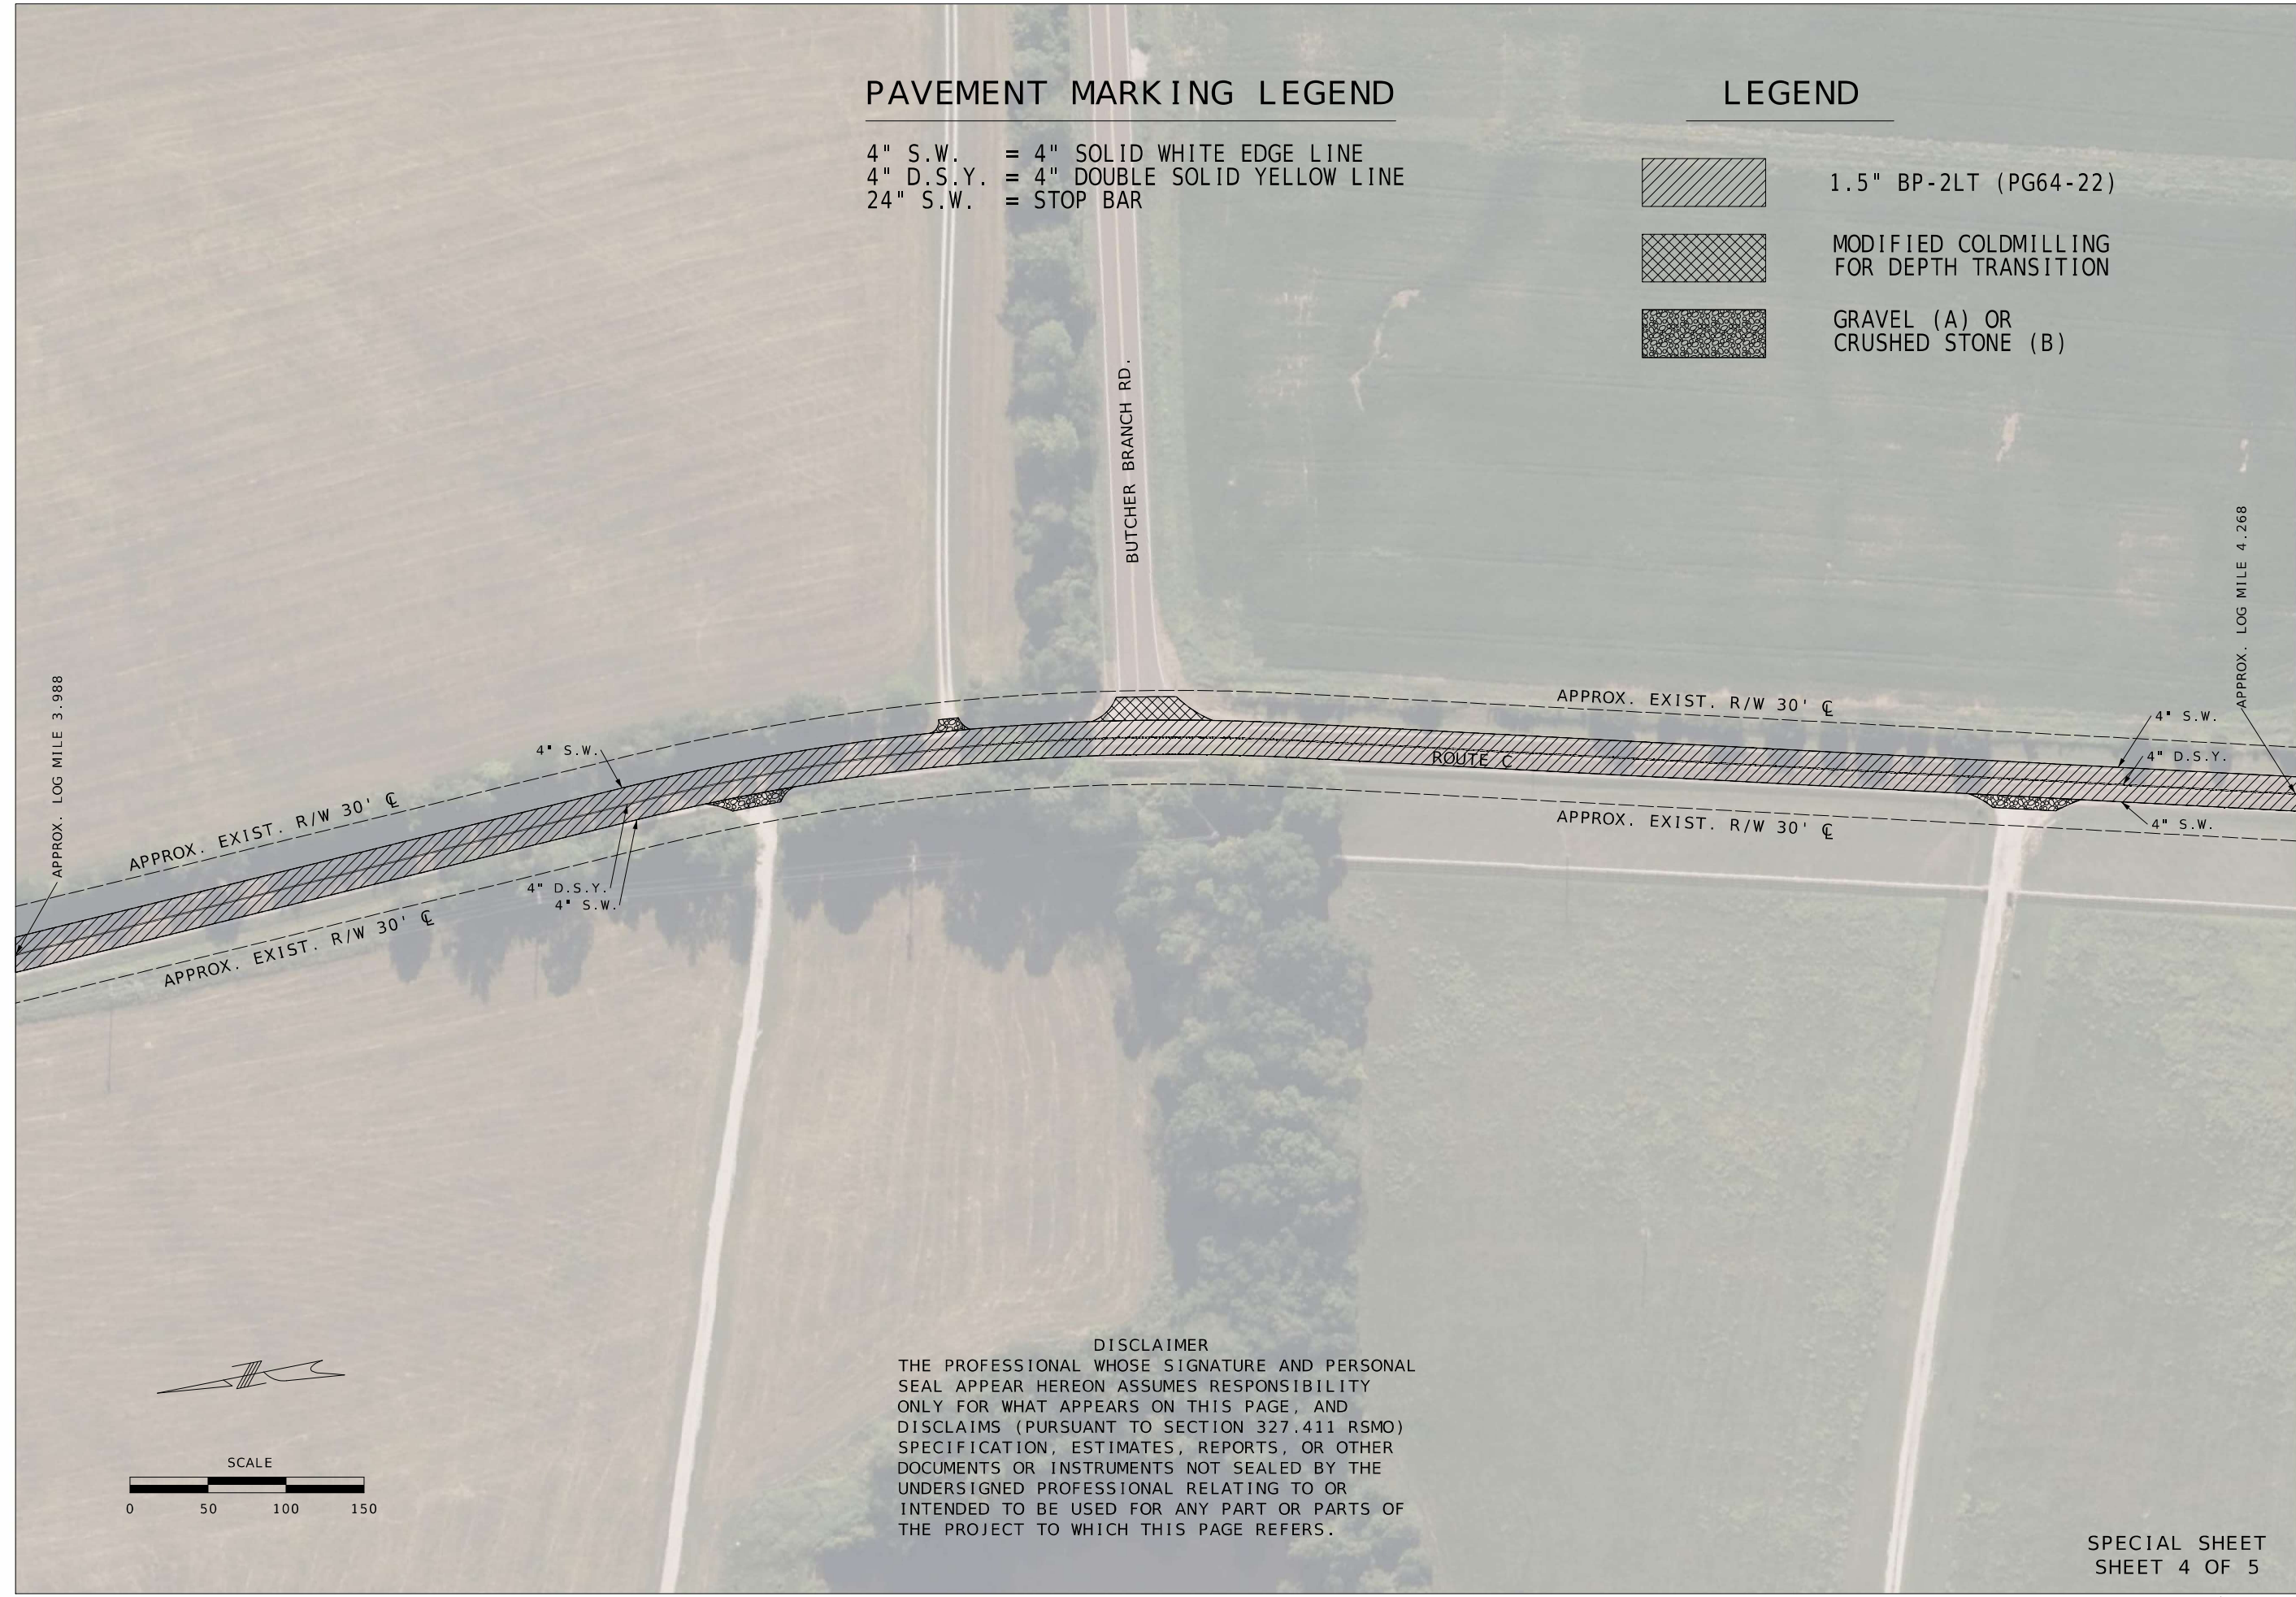 PAVEMENT MARKING LEGEND
4" S.W. = 4" SOLID WHITE EDGE LINE
4" D.S.Y. = 4" DOUBLE SOLID YELLOW LINE
24" S.W. = STOP BAR
LEGEND
1.5" BP-2LT (PG64-22)
MODIFIED COLDMILLING
FOR DEPTH TRANSITION
GRAVEL (A) OR
CRUSHED STONE (B)
BUTCHER BRANCH RD.
APPROX. LOG MILE 3.988
APPROX. LOG MILE 4.268
APPROX. EXIST. R/W 30' ℄
4" S.W.
4" D.S.Y.
4" S.W.
APPROX. EXIST. R/W 30' ℄
ROUTE C
APPROX. EXIST. R/W 30' ℄
APPROX. EXIST. R/W 30' ℄
4" S.W.
4" D.S.Y.
4" S.W.
SCALE
0 50 100 150
DISCLAIMER
THE PROFESSIONAL WHOSE SIGNATURE AND PERSONAL
SEAL APPEAR HEREON ASSUMES RESPONSIBILITY
ONLY FOR WHAT APPEARS ON THIS PAGE, AND
DISCLAIMS (PURSUANT TO SECTION 327.411 RSMO)
SPECIFICATION, ESTIMATES, REPORTS, OR OTHER
DOCUMENTS OR INSTRUMENTS NOT SEALED BY THE
UNDERSIGNED PROFESSIONAL RELATING TO OR
INTENDED TO BE USED FOR ANY PART OR PARTS OF
THE PROJECT TO WHICH THIS PAGE REFERS.
SPECIAL SHEET
SHEET 4 OF 5